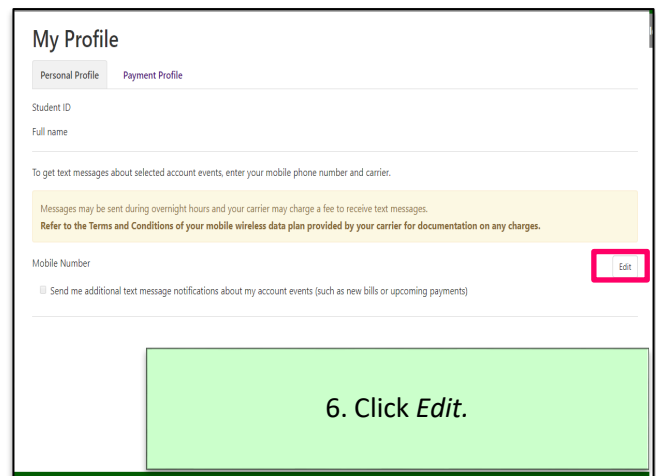 My Profile
Personal Profile Payment Profile
Student ID
Full name
To get text messages about selected account events, enter your mobile phone number and carrier.
Messages may be sent during overnight hours and your carrier may charge a fee to receive text messages.
Refer to the Terms and Conditions of your mobile wireless data plan provided by your carrier for documentation on any charges.
Mobile Number Edit
Send me additional text message notifications about my account events (such as new bills or upcoming payments)
6. Click Edit.